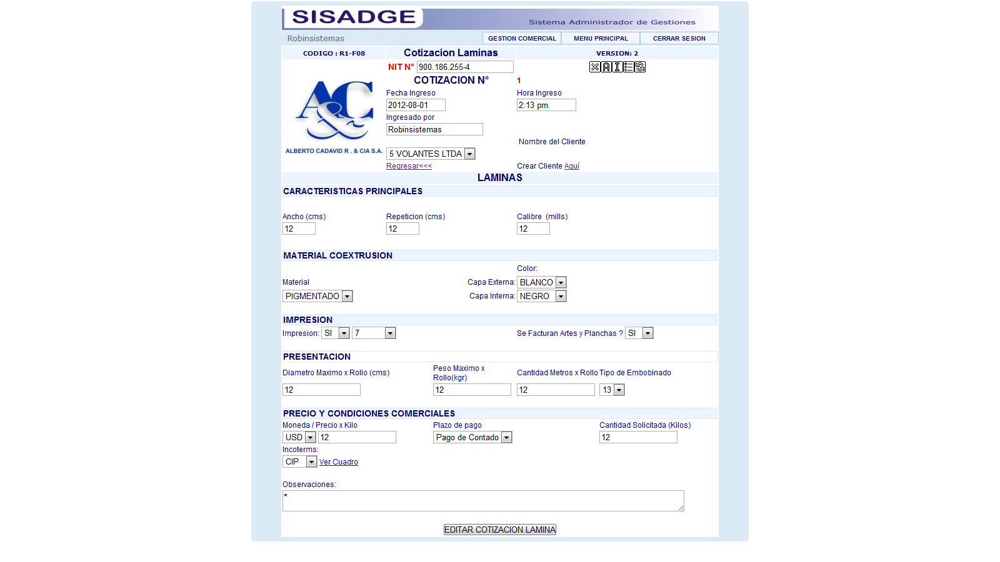 SISADGE
Sistema Administrador de Gestiones
Robinsistemas
GESTION COMERCIAL
MENU PRINCIPAL
CERRAR SESION
CODIGO : R1-F08
Cotizacion Laminas
VERSION: 2
NIT N° 900.186.255-4
COTIZACION N° 1
Fecha Ingreso
Hora Ingreso
2012-08-01
2:13 pm
Ingresado por
Robinsistemas
Nombre del Cliente
A&C
ALBERTO CADAVID R . & CIA S.A.
5 VOLANTES LTDA
Regresar<<<
Crear Cliente Aquí
LAMINAS
CARACTERISTICAS PRINCIPALES
Ancho (cms)
Repeticion (cms)
Calibre (mills)
12
12
12
MATERIAL COEXTRUSION
Color:
Material
Capa Externa: BLANCO
PIGMENTADO
Capa Interna: NEGRO
IMPRESION
Impresion: SI 7
Se Facturan Artes y Planchas ? SI
PRESENTACION
Diametro Maximo x Rollo (cms)
Peso Maximo x
Rollo(kgr)
Cantidad Metros x Rollo
Tipo de Embobinado
12
12
12
13
PRECIO Y CONDICIONES COMERCIALES
Moneda / Precio x Kilo
Plazo de pago
Cantidad Solicitada (Kilos)
USD 12
Pago de Contado
12
Incoterms:
CIP Ver Cuadro
Observaciones:
*
EDITAR COTIZACION LAMINA